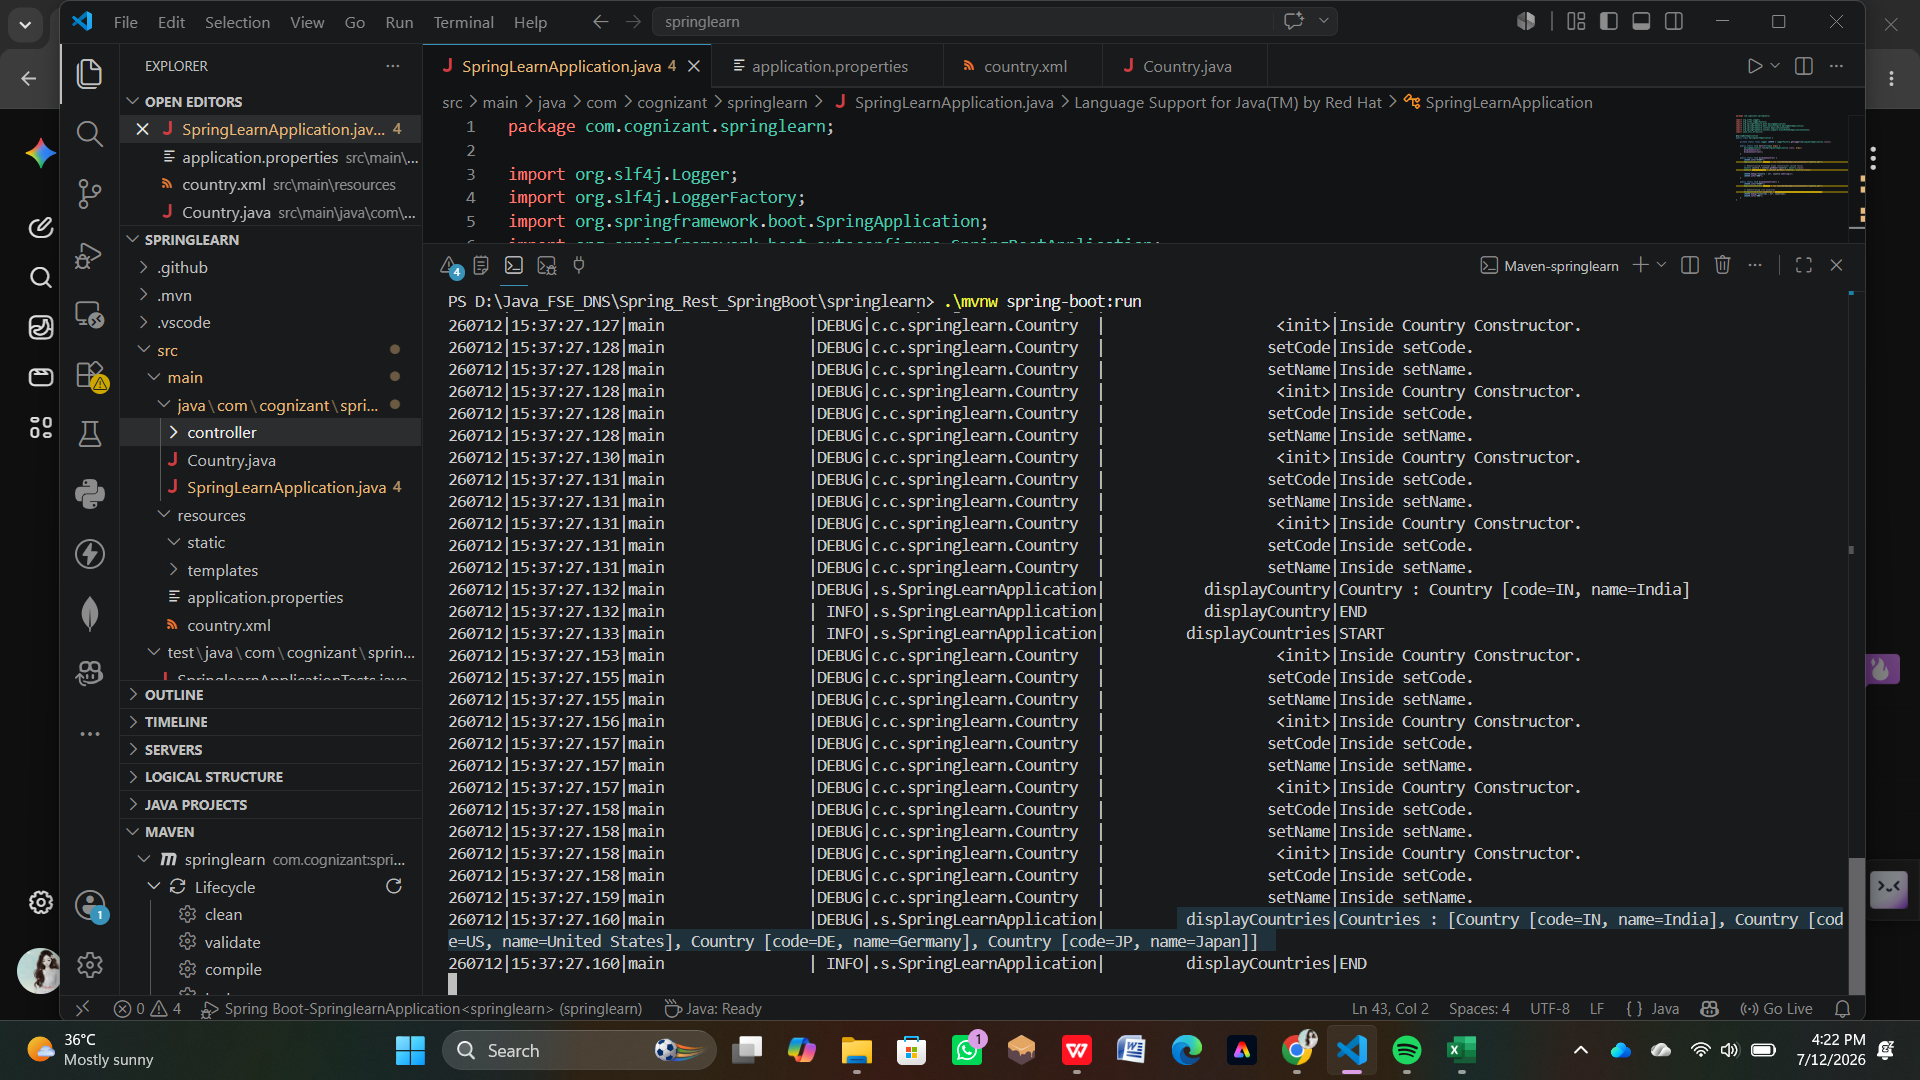 File Edit Selection View Go Run Terminal Help
springlearn
EXPLORER
OPEN EDITORS
SpringLearnApplication.jav... 4
application.properties src\main\...
country.xml src\main\resources
Country.java src\main\java\com\...
SPRINGLEARN
.github
.mvn
.vscode
src
main
java\com\cognizant\spri...
controller
Country.java
SpringLearnApplication.java 4
resources
static
templates
application.properties
country.xml
test\java\com\cognizant\sprin...
SpringlearnApplicationTests.java
OUTLINE
TIMELINE
SERVERS
LOGICAL STRUCTURE
JAVA PROJECTS
MAVEN
springlearn com.cognizant:spri...
Lifecycle
clean
validate
compile
SpringLearnApplication.java 4
application.properties
country.xml
Country.java
src > main > java > com > cognizant > springlearn > SpringLearnApplication.java > Language Support for Java(TM) by Red Hat > SpringLearnApplication
1 package com.cognizant.springlearn;
2
3 import org.slf4j.Logger;
4 import org.slf4j.LoggerFactory;
5 import org.springframework.boot.SpringApplication;
6 import org.springframework.boot.autoconfigure.SpringBootApplication;
4
Maven-springlearn
PS D:\Java_FSE_DNS\Spring_Rest_SpringBoot\springlearn> .\mvnw spring-boot:run
260712|15:37:27.127|main |DEBUG|c.c.springlearn.Country | <init>|Inside Country Constructor.
260712|15:37:27.128|main |DEBUG|c.c.springlearn.Country | setCode|Inside setCode.
260712|15:37:27.128|main |DEBUG|c.c.springlearn.Country | setName|Inside setName.
260712|15:37:27.128|main |DEBUG|c.c.springlearn.Country | <init>|Inside Country Constructor.
260712|15:37:27.128|main |DEBUG|c.c.springlearn.Country | setCode|Inside setCode.
260712|15:37:27.128|main |DEBUG|c.c.springlearn.Country | setName|Inside setName.
260712|15:37:27.130|main |DEBUG|c.c.springlearn.Country | <init>|Inside Country Constructor.
260712|15:37:27.131|main |DEBUG|c.c.springlearn.Country | setCode|Inside setCode.
260712|15:37:27.131|main |DEBUG|c.c.springlearn.Country | setName|Inside setName.
260712|15:37:27.131|main |DEBUG|c.c.springlearn.Country | <init>|Inside Country Constructor.
260712|15:37:27.131|main |DEBUG|c.c.springlearn.Country | setCode|Inside setCode.
260712|15:37:27.131|main |DEBUG|c.c.springlearn.Country | setName|Inside setName.
260712|15:37:27.132|main |DEBUG|.s.SpringLearnApplication| displayCountry|Country : Country [code=IN, name=India]
260712|15:37:27.132|main | INFO|.s.SpringLearnApplication| displayCountry|END
260712|15:37:27.133|main | INFO|.s.SpringLearnApplication| displayCountries|START
260712|15:37:27.153|main |DEBUG|c.c.springlearn.Country | <init>|Inside Country Constructor.
260712|15:37:27.155|main |DEBUG|c.c.springlearn.Country | setCode|Inside setCode.
260712|15:37:27.155|main |DEBUG|c.c.springlearn.Country | setName|Inside setName.
260712|15:37:27.156|main |DEBUG|c.c.springlearn.Country | <init>|Inside Country Constructor.
260712|15:37:27.157|main |DEBUG|c.c.springlearn.Country | setCode|Inside setCode.
260712|15:37:27.157|main |DEBUG|c.c.springlearn.Country | setName|Inside setName.
260712|15:37:27.157|main |DEBUG|c.c.springlearn.Country | <init>|Inside Country Constructor.
260712|15:37:27.158|main |DEBUG|c.c.springlearn.Country | setCode|Inside setCode.
260712|15:37:27.158|main |DEBUG|c.c.springlearn.Country | setName|Inside setName.
260712|15:37:27.158|main |DEBUG|c.c.springlearn.Country | <init>|Inside Country Constructor.
260712|15:37:27.158|main |DEBUG|c.c.springlearn.Country | setCode|Inside setCode.
260712|15:37:27.159|main |DEBUG|c.c.springlearn.Country | setName|Inside setName.
260712|15:37:27.160|main |DEBUG|.s.SpringLearnApplication| displayCountries|Countries : [Country [code=IN, name=India], Country [cod
e=US, name=United States], Country [code=DE, name=Germany], Country [code=JP, name=Japan]]
260712|15:37:27.160|main | INFO|.s.SpringLearnApplication| displayCountries|END
1
0 4 Spring Boot-SpringlearnApplication<springlearn> (springlearn) Java: Ready Ln 43, Col 2 Spaces: 4 UTF-8 LF { } Java Go Live
36°C
Mostly sunny
Search
1
4:22 PM
7/12/2026